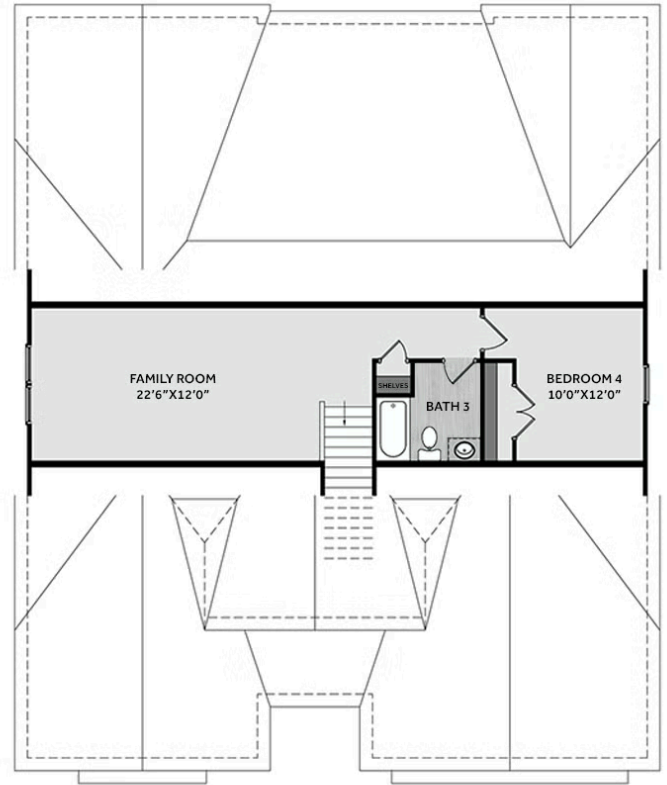 FAMILY ROOM
22'6"X12'0"
SHELVES
BATH 3
BEDROOM 4
10'0"X12'0"